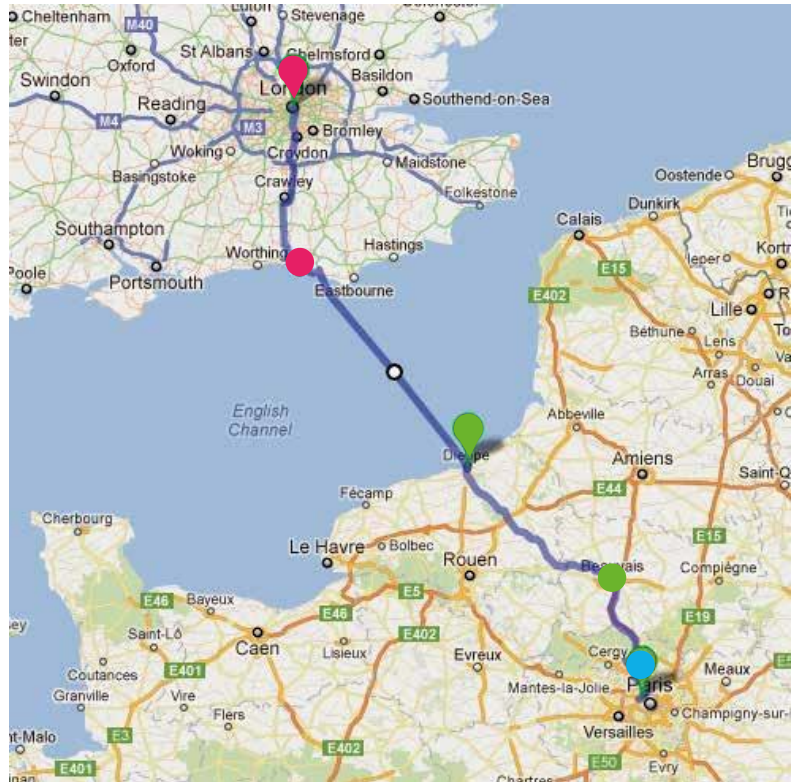 Cheltenham
Luton
Stevenage
Colchester
M40
Oxford
St Albans
Chelmsford
Swindon
London
Basildon
Southend-on-Sea
Reading
M4
M3
Bromley
Woking
Croydon
Maidstone
Basingstoke
Crawley
Folkestone
Oostende
Brugg
Dunkirk
Southampton
Calais
Worthing
Hastings
Ieper
Kortr
Poole
Portsmouth
Eastbourne
E15
E402
Lille
Béthune
Lens
Douai
Arras
English
Channel
Abbeville
Dieppe
Amiens
Saint-Q
Fécamp
E44
E15
Cherbourg
Le Havre
Bolbec
Rouen
Beauvais
Compiègne
E46
Bayeux
E46
E5
E19
Saint-Lô
Caen
Lisieux
E402
Evreux
Cergy
Coutances
E401
Mantes-la-Jolie
Paris
Meaux
Granville
Vire
Champigny-sur-
Flers
Versailles
E3
E402
nt-Malo
E401
E50
Evry
Chartres